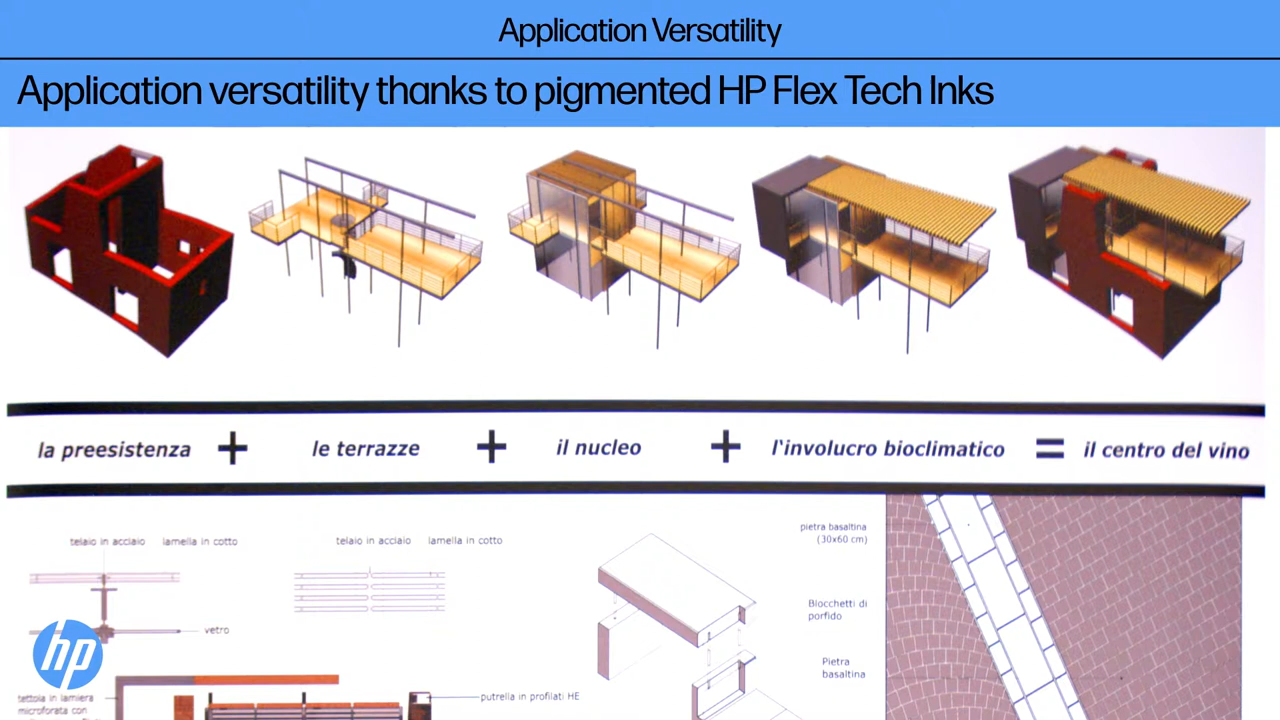 Application Versatility
Application versatility thanks to pigmented HP Flex Tech Inks
la preesistenza + le terrazze + il nucleo + l'involucro bioclimatico = il centro del vino
telaio in acciaio lamella in cotto
telaio in acciaio lamella in cotto
pietra basaltina
(30x60 cm)
Blocchetti di
porfido
vetro
Pietra
basaltina
hp
tettoia in lamiera
microforata con
putrella in profilati HE